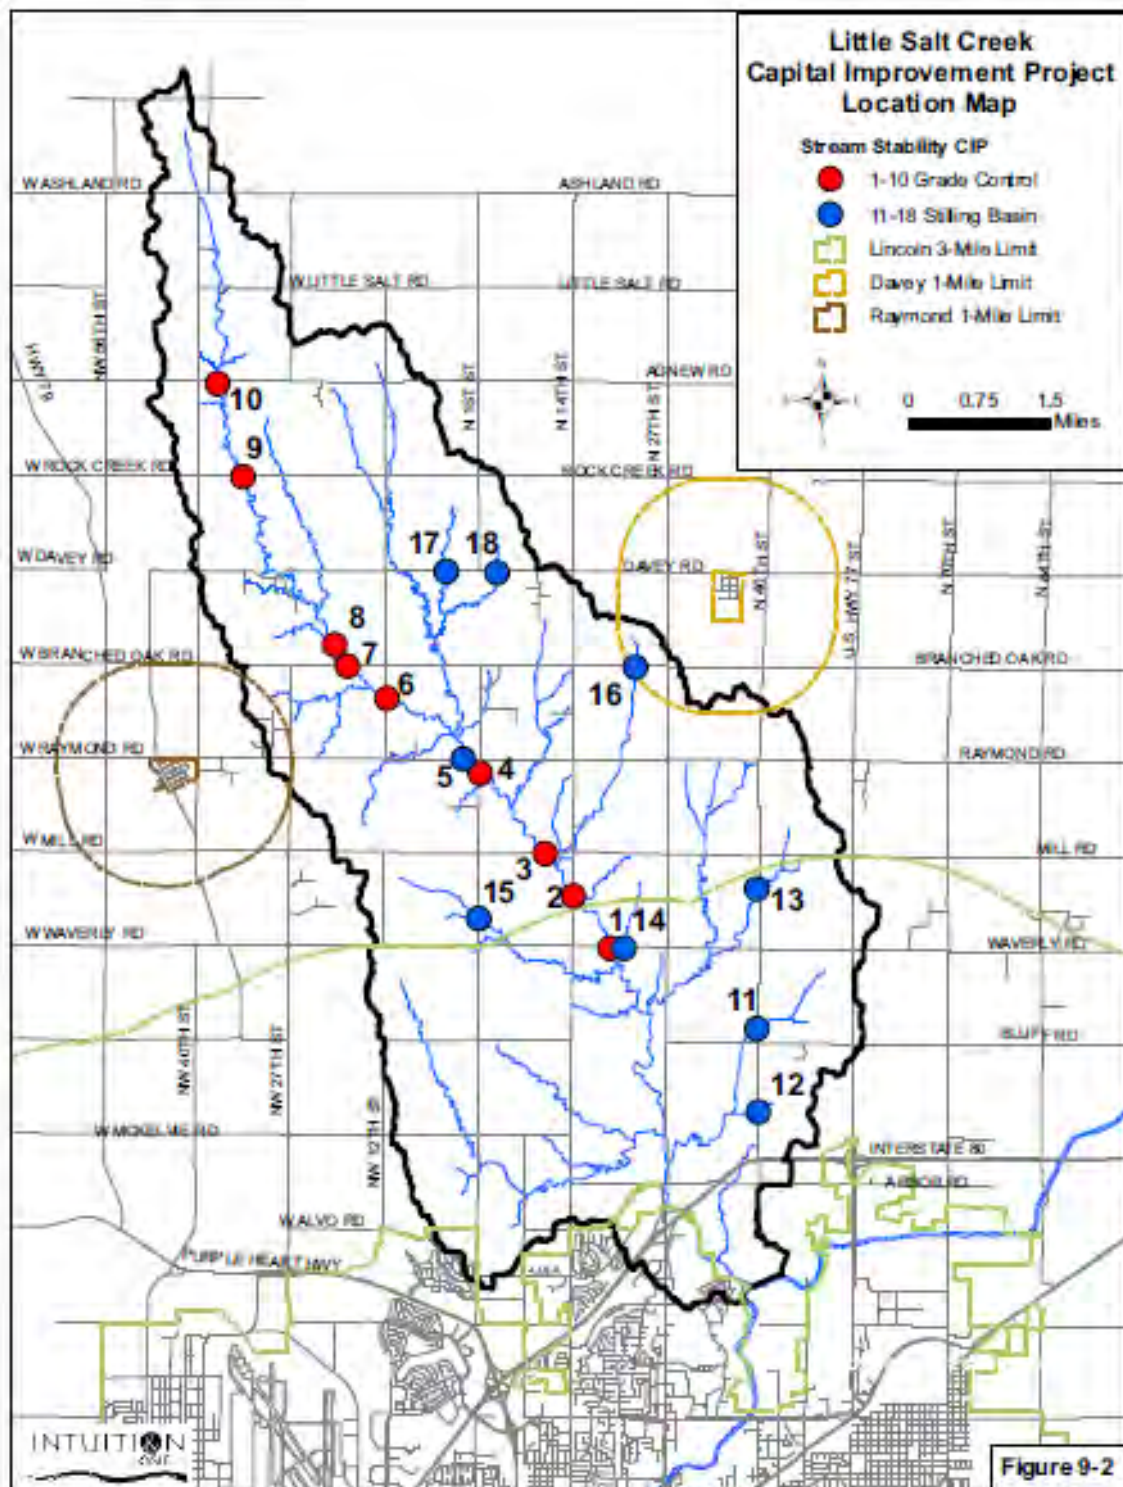 Little Salt Creek
Capital Improvement Project
Location Map
Stream Stability CIP
1-10 Grade Control
11-18 Stilling Basin
Lincoln 3-Mile Limit
Davey 1-Mile Limit
Raymond 1-Mile Limit
0 0.75 1.5
Miles
W ASHLAND RD
ASHLAND RD
W LITTLE SALT RD
LITTLE SALT RD
NW 56TH ST
HWY 79
N 1ST ST
N 14TH ST
N 27TH ST
AGNEW RD
10
9
W ROCK CREEK RD
ROCK CREEK RD
17 18
W DAVEY RD
DAVEY RD
N 40TH ST
U.S. HWY 77 ST
N 70TH ST
N 84TH ST
8
7
W BRANCHED OAK RD
BRANCHED OAK RD
6
16
W RAYMOND RD
RAYMOND RD
5 4
W MILL RD
MILL RD
3
2
15
13
1 14
W WAVERLY RD
WAVERLY RD
11
BLUFF RD
NW 40TH ST
NW 27TH ST
NW 12TH ST
12
W MCKELVIE RD
INTERSTATE 80
ARBOR RD
W ALVO RD
PURPLE HEART HWY
INTUITION
Figure 9-2